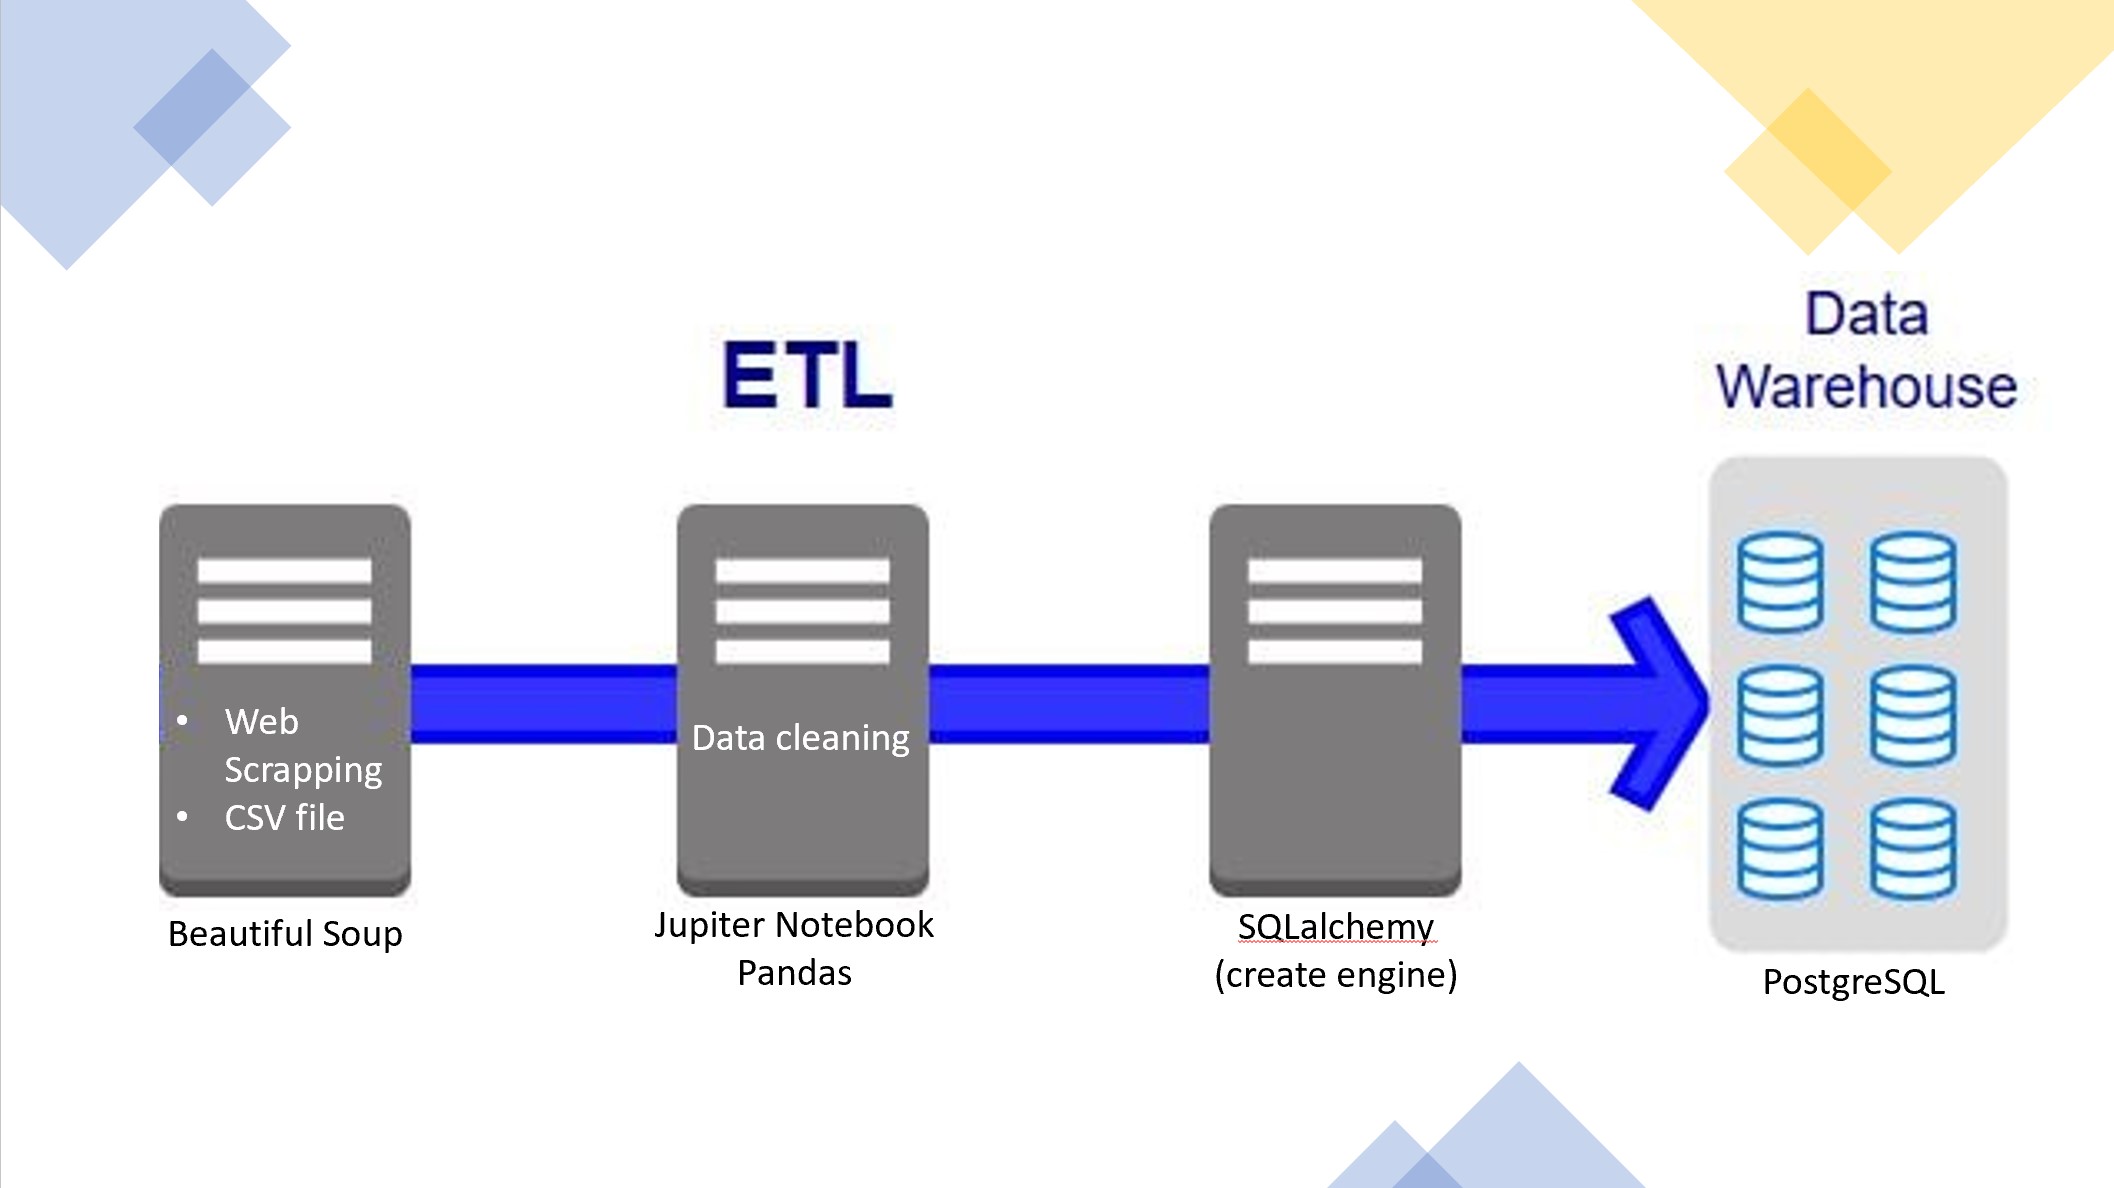 ETL
Data
Warehouse
• Web
Scrapping
• CSV file
Data cleaning
Beautiful Soup
Jupiter Notebook
Pandas
SQLalchemy
(create engine)
PostgreSQL